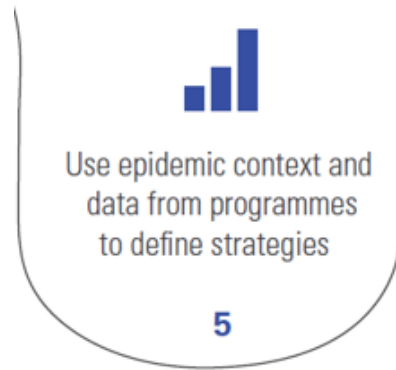 Use epidemic context and
data from programmes
to define strategies
5